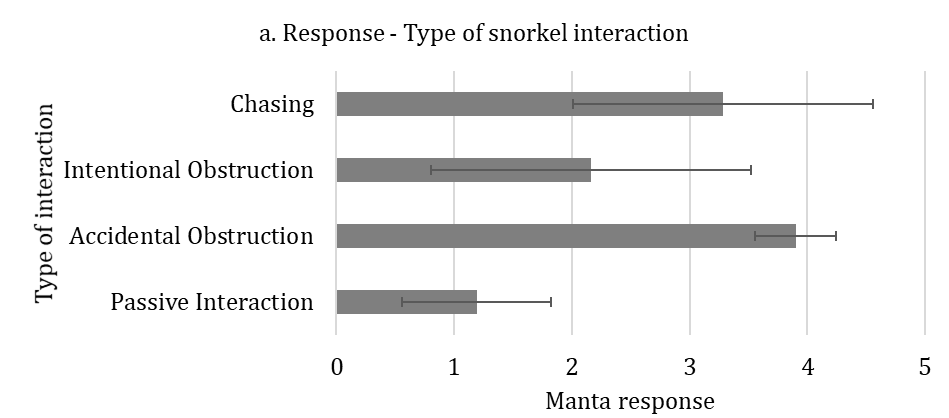 a. Response - Type of snorkel interaction
Type of interaction
Chasing
Intentional Obstruction
Accidental Obstruction
Passive Interaction
0 1 2 3 4 5
Manta response